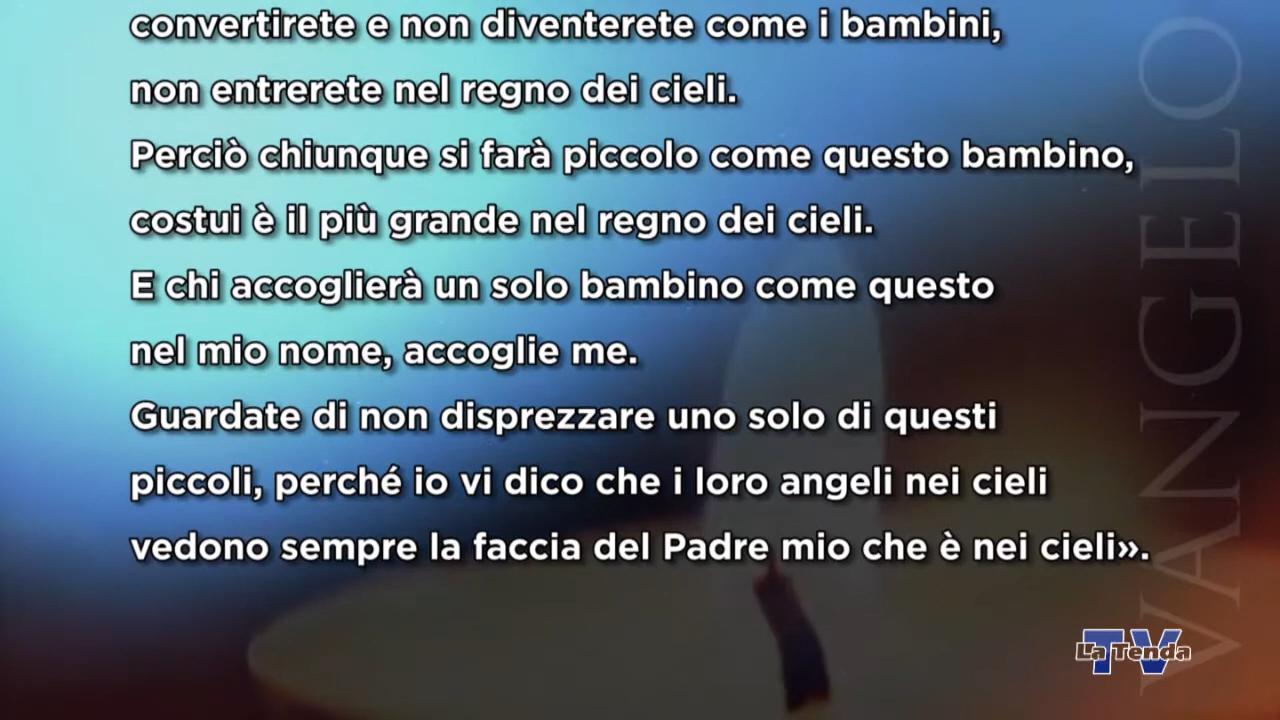 convertirete e non diventerete come i bambini,
non entrerete nel regno dei cieli.
Perciò chiunque si farà piccolo come questo bambino,
costui è il più grande nel regno dei cieli.
E chi accoglierà un solo bambino come questo
nel mio nome, accoglie me.
Guardate di non disprezzare uno solo di questi
piccoli, perché io vi dico che i loro angeli nei cieli
vedono sempre la faccia del Padre mio che è nei cieli».
VANGELO
TV
La Tenda